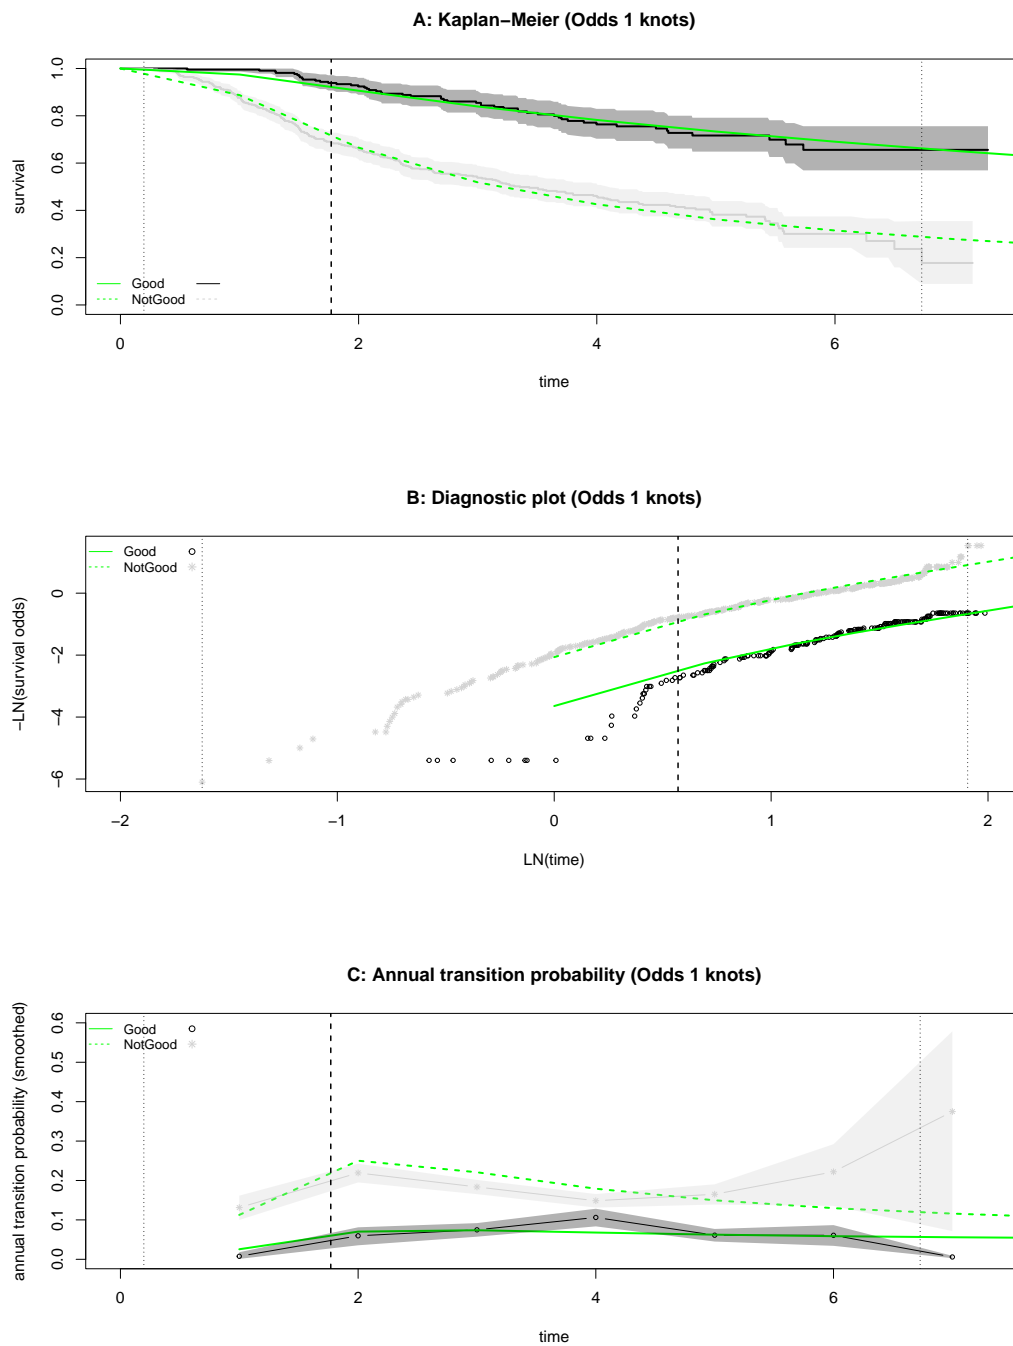 A: Kaplan−Meier (Odds 1 knots)
survival
1.0
0.8
0.6
0.4
0.2
0.0
Good
NotGood
0 2 4 6
time
B: Diagnostic plot (Odds 1 knots)
−LN(survival odds)
Good
NotGood
0
−2
−4
−6
−2 −1 0 1 2
LN(time)
C: Annual transition probability (Odds 1 knots)
annual transition probability (smoothed)
Good
NotGood
0.6
0.5
0.4
0.3
0.2
0.1
0.0
0 2 4 6
time